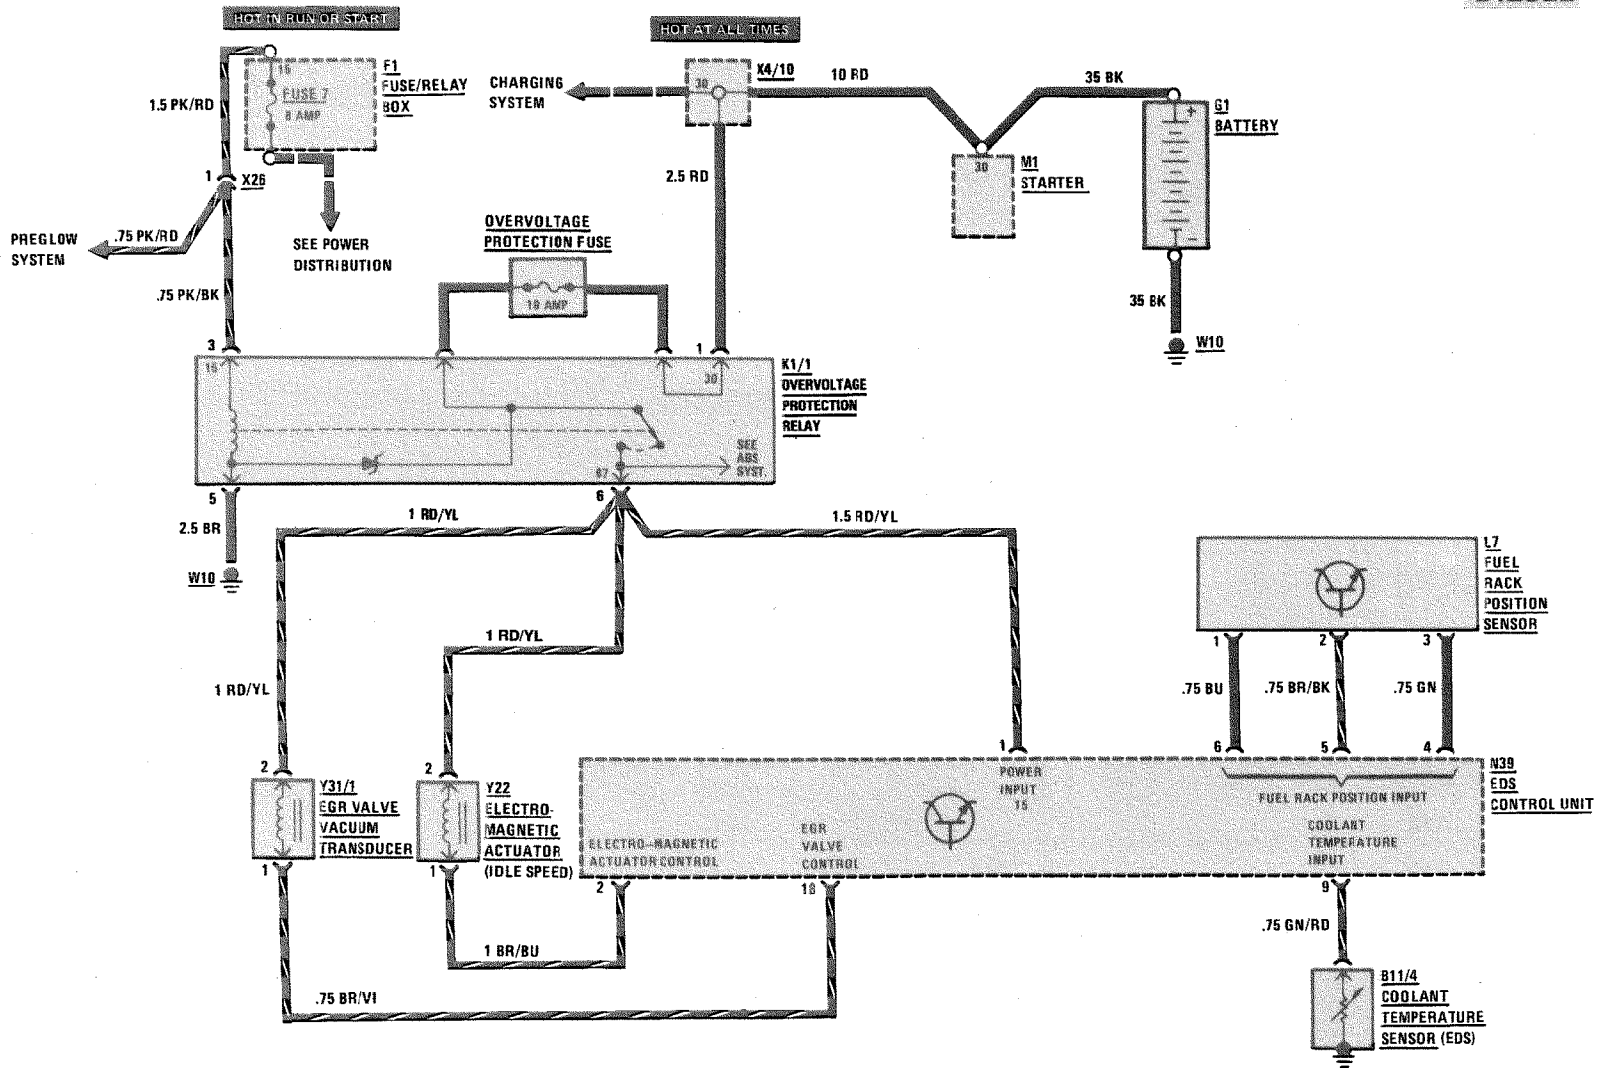 HOT IN RUN OR START
HOT AT ALL TIMES
15
FUSE 7
8 AMP
F1
FUSE/RELAY
BOX
1.5 PK/RD
1
X26
CHARGING
SYSTEM
30
X4/10
10 RD
35 BK
G1
BATTERY
+
-
M1
STARTER
30
2.5 RD
PREGLOW
SYSTEM
.75 PK/RD
SEE POWER
DISTRIBUTION
OVERVOLTAGE
PROTECTION FUSE
10 AMP
.75 PK/BK
35 BK
W10
3
1
15
30
K1/1
OVERVOLTAGE
PROTECTION
RELAY
SEE
ABS
SYST.
87
5
6
2.5 BR
W10
1 RD/YL
1.5 RD/YL
L7
FUEL
RACK
POSITION
SENSOR
1 RD/YL
1
2
3
1 RD/YL
.75 BU
.75 BR/BK
.75 GN
2
2
1
6
5
4
Y31/1
EGR VALVE
VACUUM
TRANSDUCER
Y22
ELECTRO-
MAGNETIC
ACTUATOR
(IDLE SPEED)
POWER
INPUT
15
FUEL RACK POSITION INPUT
N39
EDS
CONTROL UNIT
ELECTRO-MAGNETIC
ACTUATOR CONTROL
EGR
VALVE
CONTROL
COOLANT
TEMPERATURE
INPUT
1
1
2
18
9
.75 GN/RD
1 BR/BU
.75 BR/VI
B11/4
COOLANT
TEMPERATURE
SENSOR (EDS)